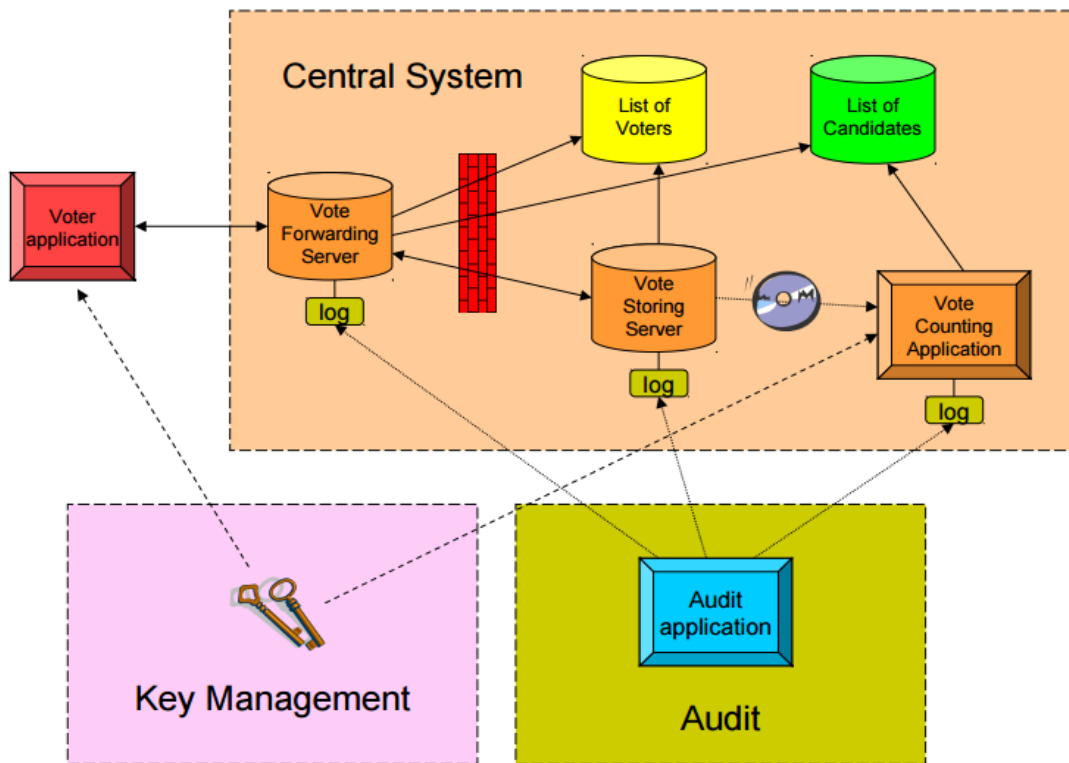 Central System
List of
Voters
List of
Candidates
Voter
application
Vote
Forwarding
Server
log
Vote
Storing
Server
log
Vote
Counting
Application
log
Key Management
Audit
application
Audit